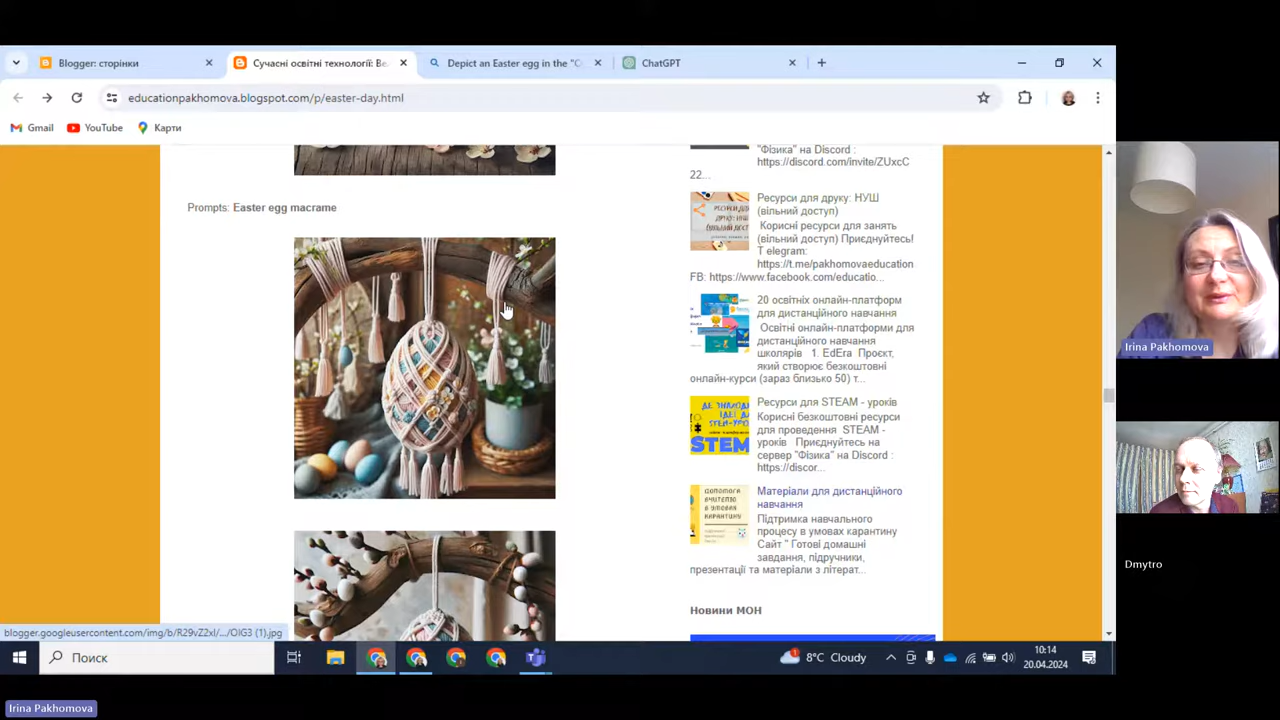 Blogger: сторінки
Сучасні освітні технології: Ве
Depict an Easter egg in the "O
ChatGPT
educationpakhomova.blogspot.com/p/easter-day.html
Gmail
YouTube
Карти
Prompts: Easter egg macrame
"Фізика" на Discord :
https://discord.com/invite/ZUxcC
22...
Ресурси для друку: НУШ
(вільний доступ)
Корисні ресурси для занять
(вільний доступ) Приєднуйтесь!
T elegram:
https://t.me/pakhomovaeducation
FB: https://www.facebook.com/educatio...
20 освітніх онлайн-платформ
для дистанційного навчання
Освітні онлайн-платформи для
дистанційного навчання
школярів 1. EdEra Проєкт,
який створює безкоштовні
онлайн-курси (зараз близько 50) т...
Ресурси для STEAM - уроків
Корисні безкоштовні ресурси
для проведення STEAM -
уроків Приєднуйтесь на
сервер "Фізика" на Discord :
https://discor...
STEM
Матеріали для дистанційного
навчання
Підтримка навчального
процесу в умовах карантину
Сайт " Готові домашні
завдання, підручники,
презентації та матеріали з літерат...
Новини МОН
blogger.googleusercontent.com/img/b/R29vZ2xl/.../OIG3 (1).jpg
Поиск
8°C Cloudy
10:14
20.04.2024
Irina Pakhomova
Dmytro
Irina Pakhomova